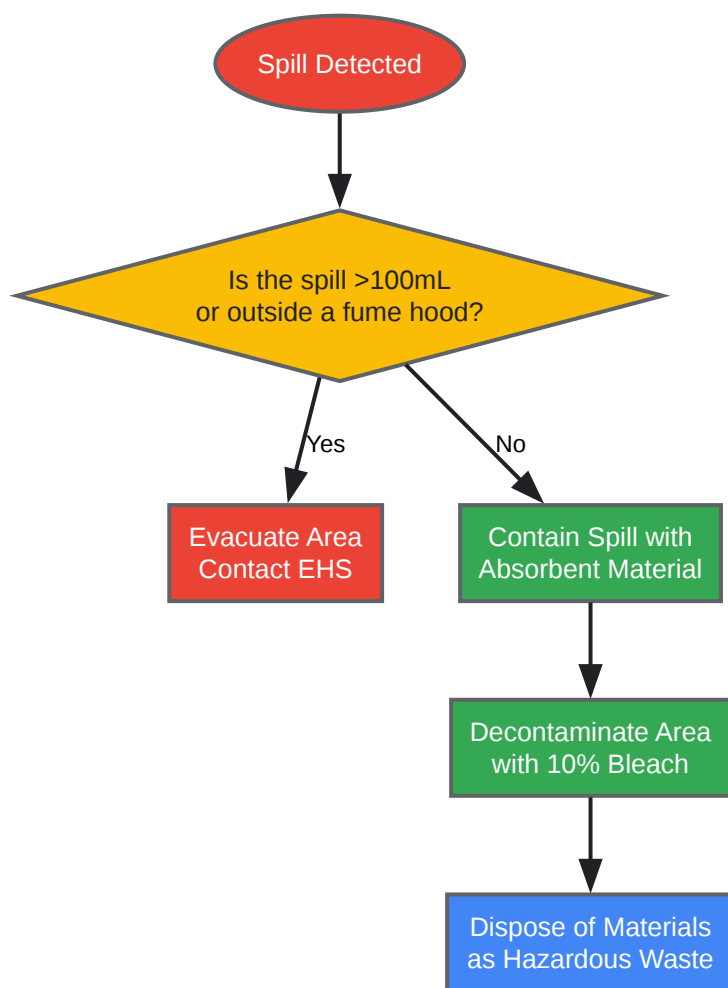 Spill Detected
Is the spill >100mL
or outside a fume hood?
Yes
No
Evacuate Area
Contact EHS
Contain Spill with
Absorbent Material
Decontaminate Area
with 10% Bleach
Dispose of Materials
as Hazardous Waste